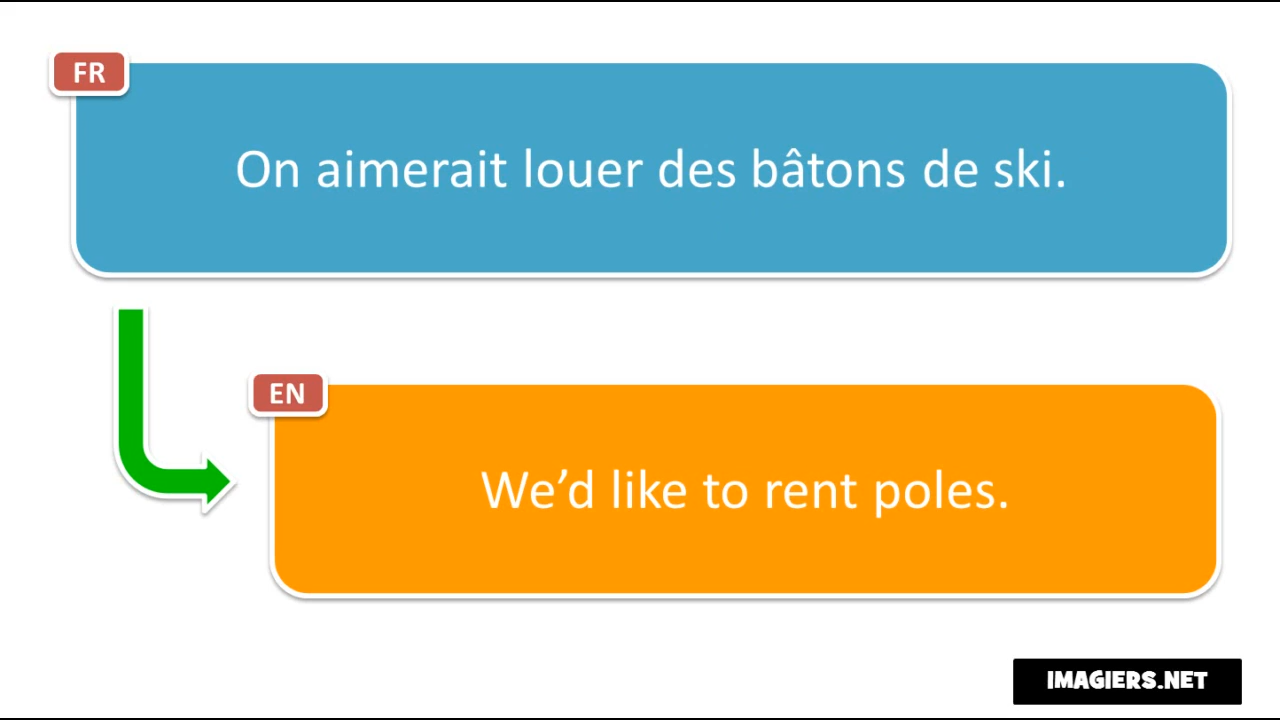 FR
On aimerait louer des bâtons de ski.
EN
We’d like to rent poles.
IMAGIERS.NET